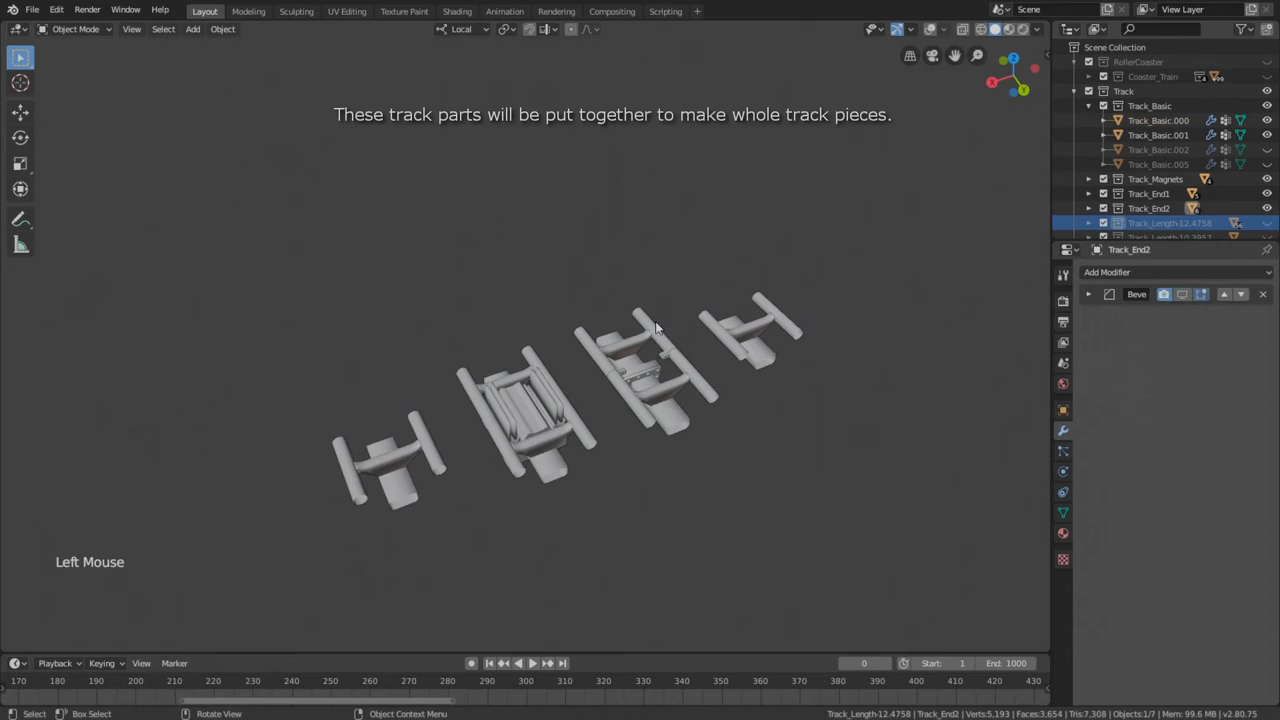 File Edit Render Window Help Layout Modeling Sculpting UV Editing Texture Paint Shading Animation Rendering Compositing Scripting + Scene View Layer
Object Mode View Select Add Object Local
Scene Collection
RollerCoaster
Coaster_Train
Track
Track_Basic
Track_Basic.000
Track_Basic.001
Track_Basic.002
Track_Basic.005
Track_Magnets
Track_End1
Track_End2
Track_Length-12.4758
Track_Length-10.3957
These track parts will be put together to make whole track pieces.
X
Y
Z
Track_End2
Add Modifier
Beve
Left Mouse
Playback Keying View Marker 0 Start: 1 End: 1000
170 180 190 200 210 220 230 240 250 260 270 280 290 300 310 320 330 340 350 360 370 380 390 400 410 420 430
Select Box Select Rotate View Object Context Menu Track_Length-12.4758 | Track_End2 | Verts:5,193 | Faces:3,654 | Tris:7,308 | Objects:1/7 | Mem: 99.6 MB | v2.80.75